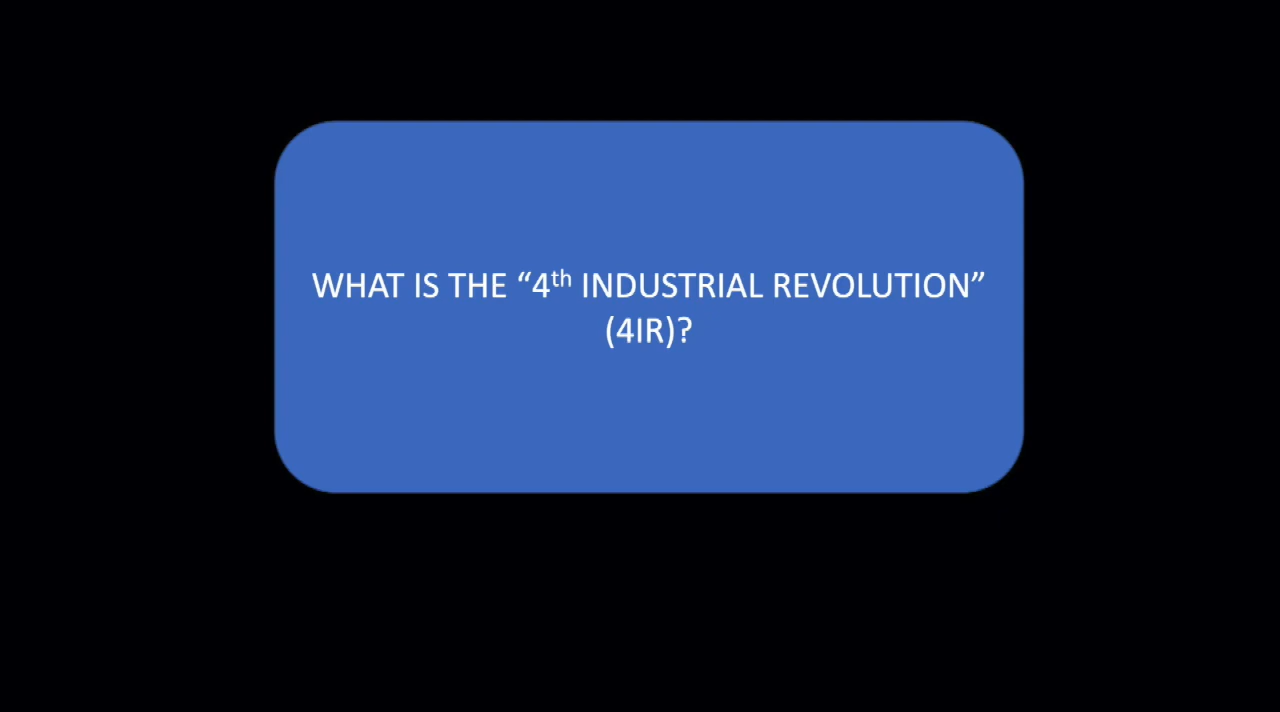 WHAT IS THE “4th INDUSTRIAL REVOLUTION”
(4IR)?